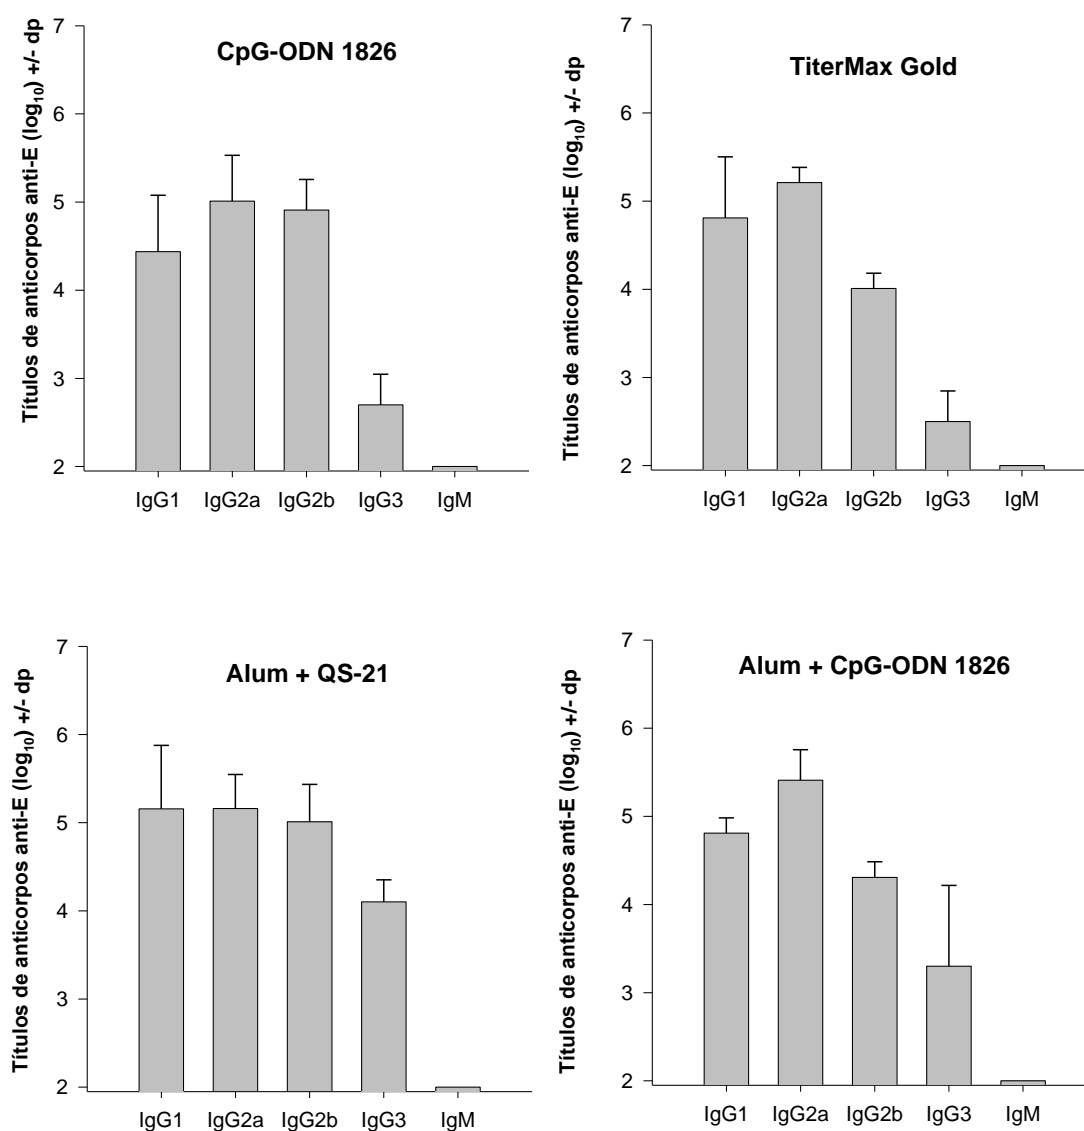 CpG-ODN 1826
Títulos de anticorpos anti-E (log10) +/- dp
7
6
5
4
3
2
IgG1 IgG2a IgG2b IgG3 IgM
TiterMax Gold
Títulos de anticorpos anti-E (log10) +/- dp
7
6
5
4
3
2
IgG1 IgG2a IgG2b IgG3 IgM
Alum + QS-21
Títulos de anticorpos anti-E (log10) +/- dp
7
6
5
4
3
2
IgG1 IgG2a IgG2b IgG3 IgM
Alum + CpG-ODN 1826
Títulos de anticorpos anti-E (log10) +/- dp
7
6
5
4
3
2
IgG1 IgG2a IgG2b IgG3 IgM